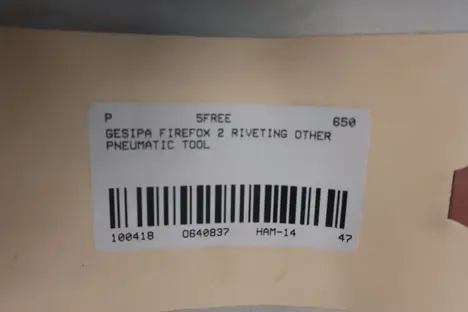 P 5FREE 650
GESIPA FIREFOX 2 RIVETING OTHER
PNEUMATIC TOOL
100418 0640837 HAM-14 47